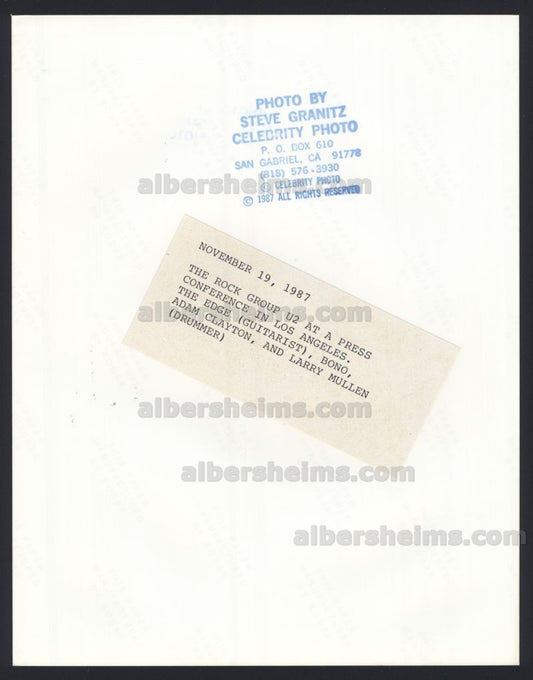 PHOTO BY
STEVE GRANITZ
CELEBRITY PHOTO
P. O. BOX 610
SAN GABRIEL, CA 91778
(818) 576-3930
© CELEBRITY PHOTO
© 1987 ALL RIGHTS RESERVED
albersheims.com
NOVEMBER 19, 1987
THE ROCK GROUP U2 AT A PRESS
CONFERENCE IN LOS ANGELES.
THE EDGE (GUITARIST), BONO,
ADAM CLAYTON, AND LARRY MULLEN
(DRUMMER)
albersheims.com
albersheims.com
albersheims.com
albersheims.com